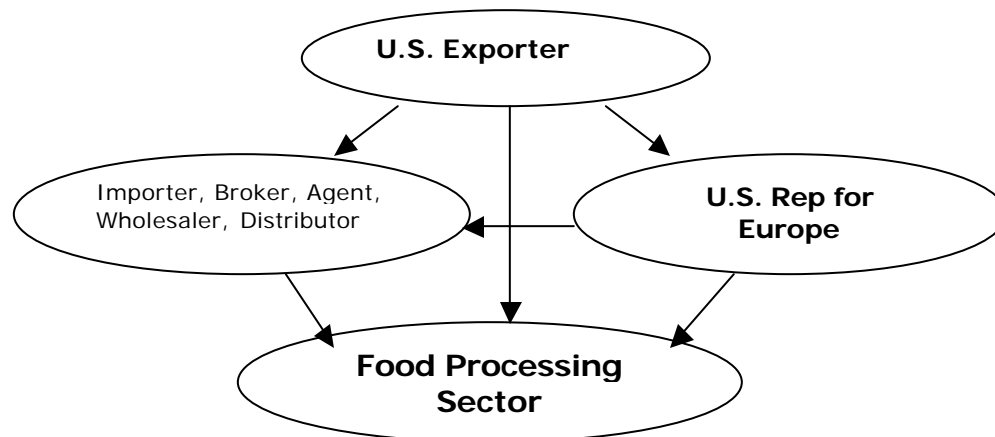 U.S. Exporter
Importer, Broker, Agent,
Wholesaler, Distributor
U.S. Rep for
Europe
Food Processing
Sector